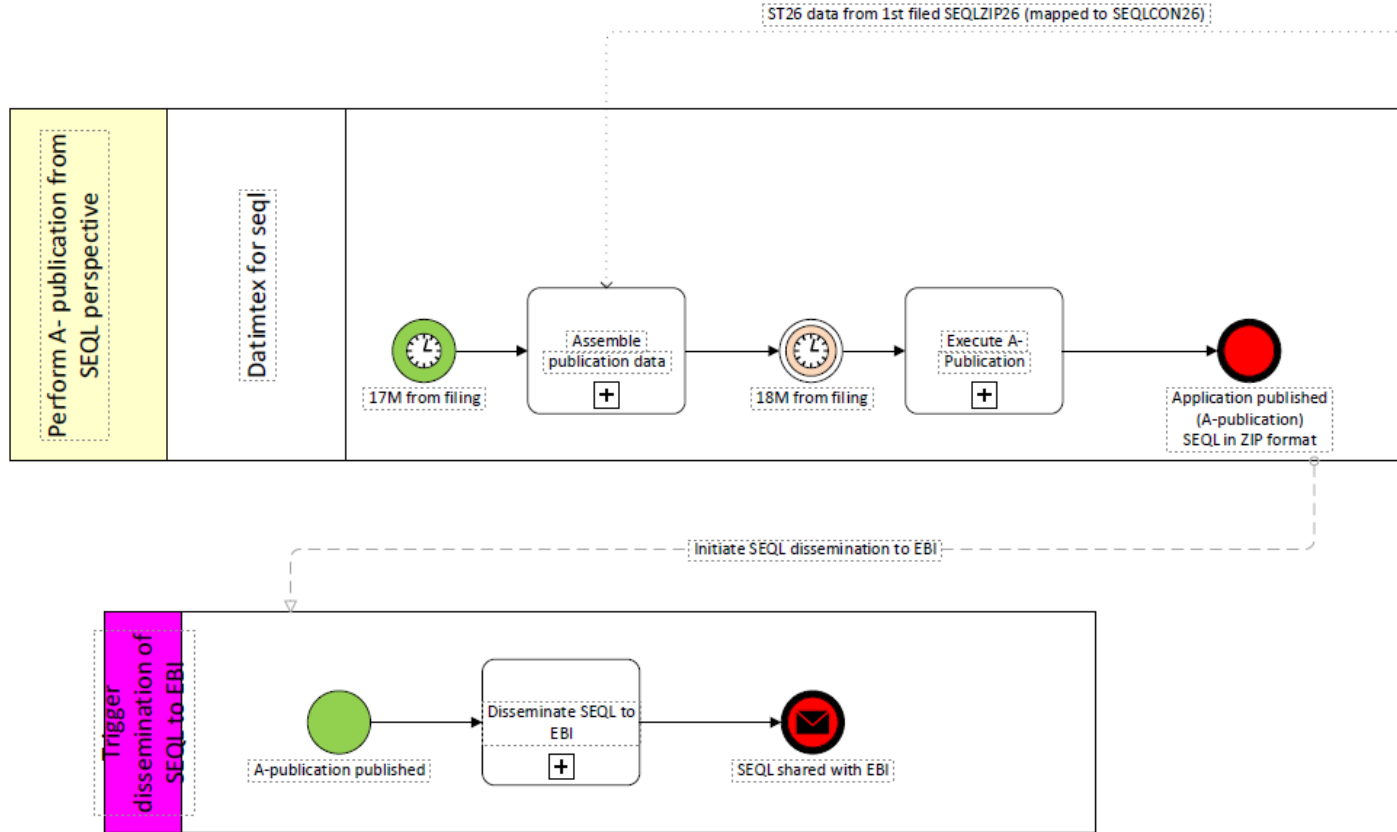 ST26 data from 1st filed SEQLZIP26 (mapped to SEQLCON26)
Perform A- publication from
SEQL perspective
Datimtex for seql
17M from filing
Assemble
publication data
18M from filing
Execute A-
Publication
Application published
(A-publication)
SEQL in ZIP format
Initiate SEQL dissemination to EBI
Trigger
dissemination of
SEQL to EBI
A-publication published
Disseminate SEQL to
EBI
SEQL shared with EBI